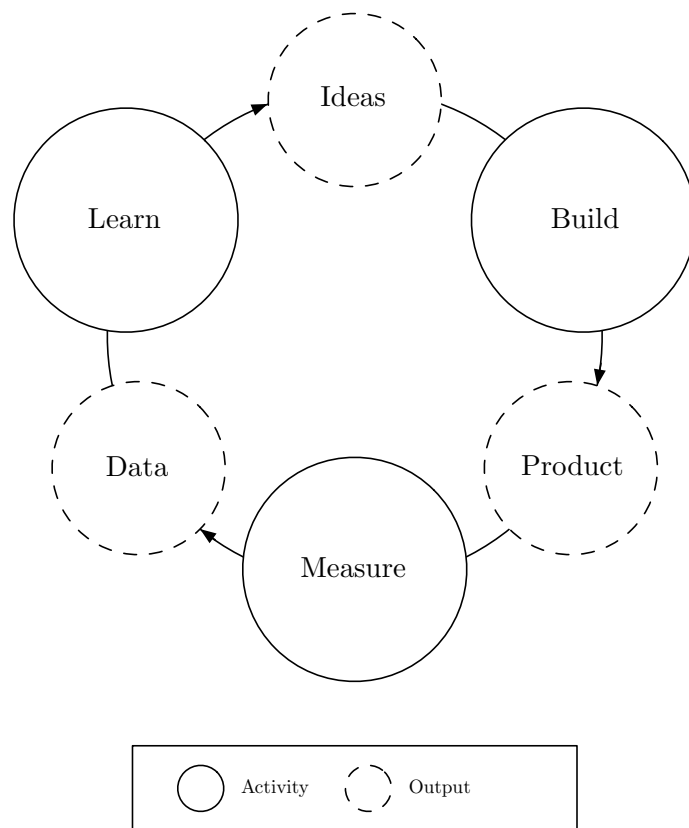 Ideas
Learn
Build
Data
Product
Measure
Activity
Output